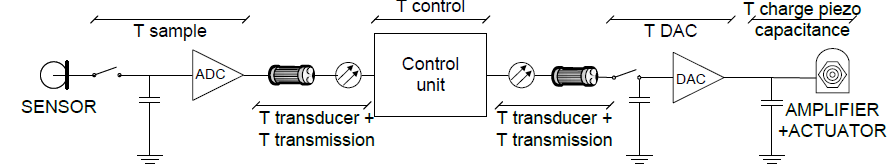 T sample
T control
T DAC
T charge piezo
capacitance
SENSOR
ADC
Control
unit
DAC
T transducer +
T transmission
T transducer +
T transmission
AMPLIFIER
+ACTUATOR